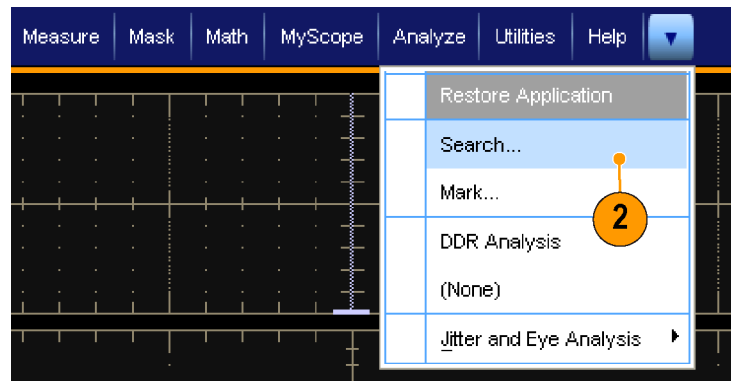 Measure Mask Math MyScope Analyze Utilities Help
Restore Application
Search...
Mark...
2
DDR Analysis
(None)
Jitter and Eye Analysis